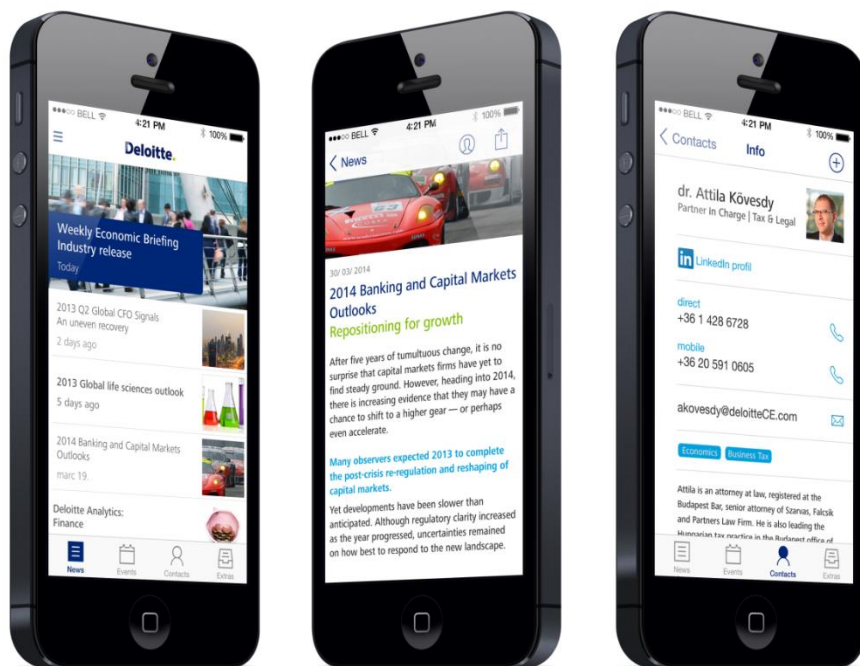 ●●●○○ BELL
4:21 PM
100%
Deloitte.
Weekly Economic Briefing
Industry release
Today
2013 Q2 Global CFO Signals
An uneven recovery
2 days ago
2013 Global life sciences outlook
5 days ago
2014 Banking and Capital Markets
Outlooks
marc 19.
Deloitte Analytics:
Finance
News
Events
Contacts
Extras
●●●○○ BELL
4:21 PM
100%
News
30/ 03/ 2014
2014 Banking and Capital Markets
Outlooks
Repositioning for growth
After five years of tumultuous change, it is no
surprise that capital markets firms have yet to
find steady ground. However, heading into 2014,
there is increasing evidence that they may have a
chance to shift to a higher gear — or perhaps
even accelerate.
Many observers expected 2013 to complete
the post-crisis re-regulation and reshaping of
capital markets.
Yet developments have been slower than
anticipated. Although regulatory clarity increased
as the year progressed, uncertainties remained
on how best to respond to the new landscape.
●●●○○ BELL
4:21 PM
100%
Contacts
Info
dr. Attila Kövesdy
Partner in Charge | Tax & Legal
in LinkedIn profil
direct
+36 1 428 6728
mobile
+36 20 591 0605
akovesdy@deloitteCE.com
Economics
Business Tax
Attila is an attorney at law, registered at the
Budapest Bar, senior attorney of Szarvas, Falcsik
and Partners Law Firm. He is also leading the
Hungarian tax practice in the Budapest office of
News
Events
Contacts
Extras